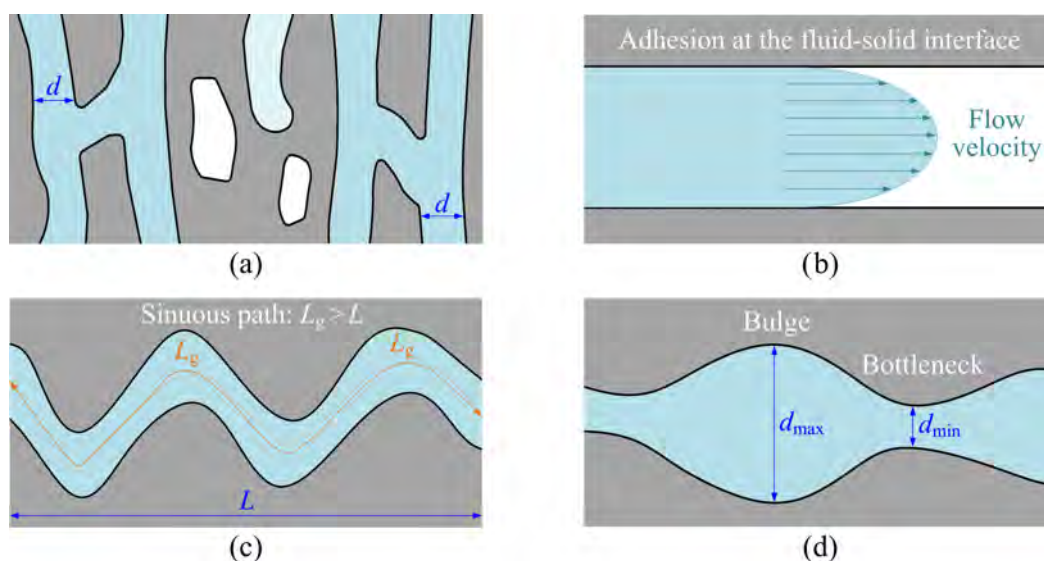 d
d
(a)
Adhesion at the fluid-solid interface
Flow
velocity
(b)
Sinuous path: Lg > L
Lg
Lg
L
(c)
Bulge
Bottleneck
dmax
dmin
(d)